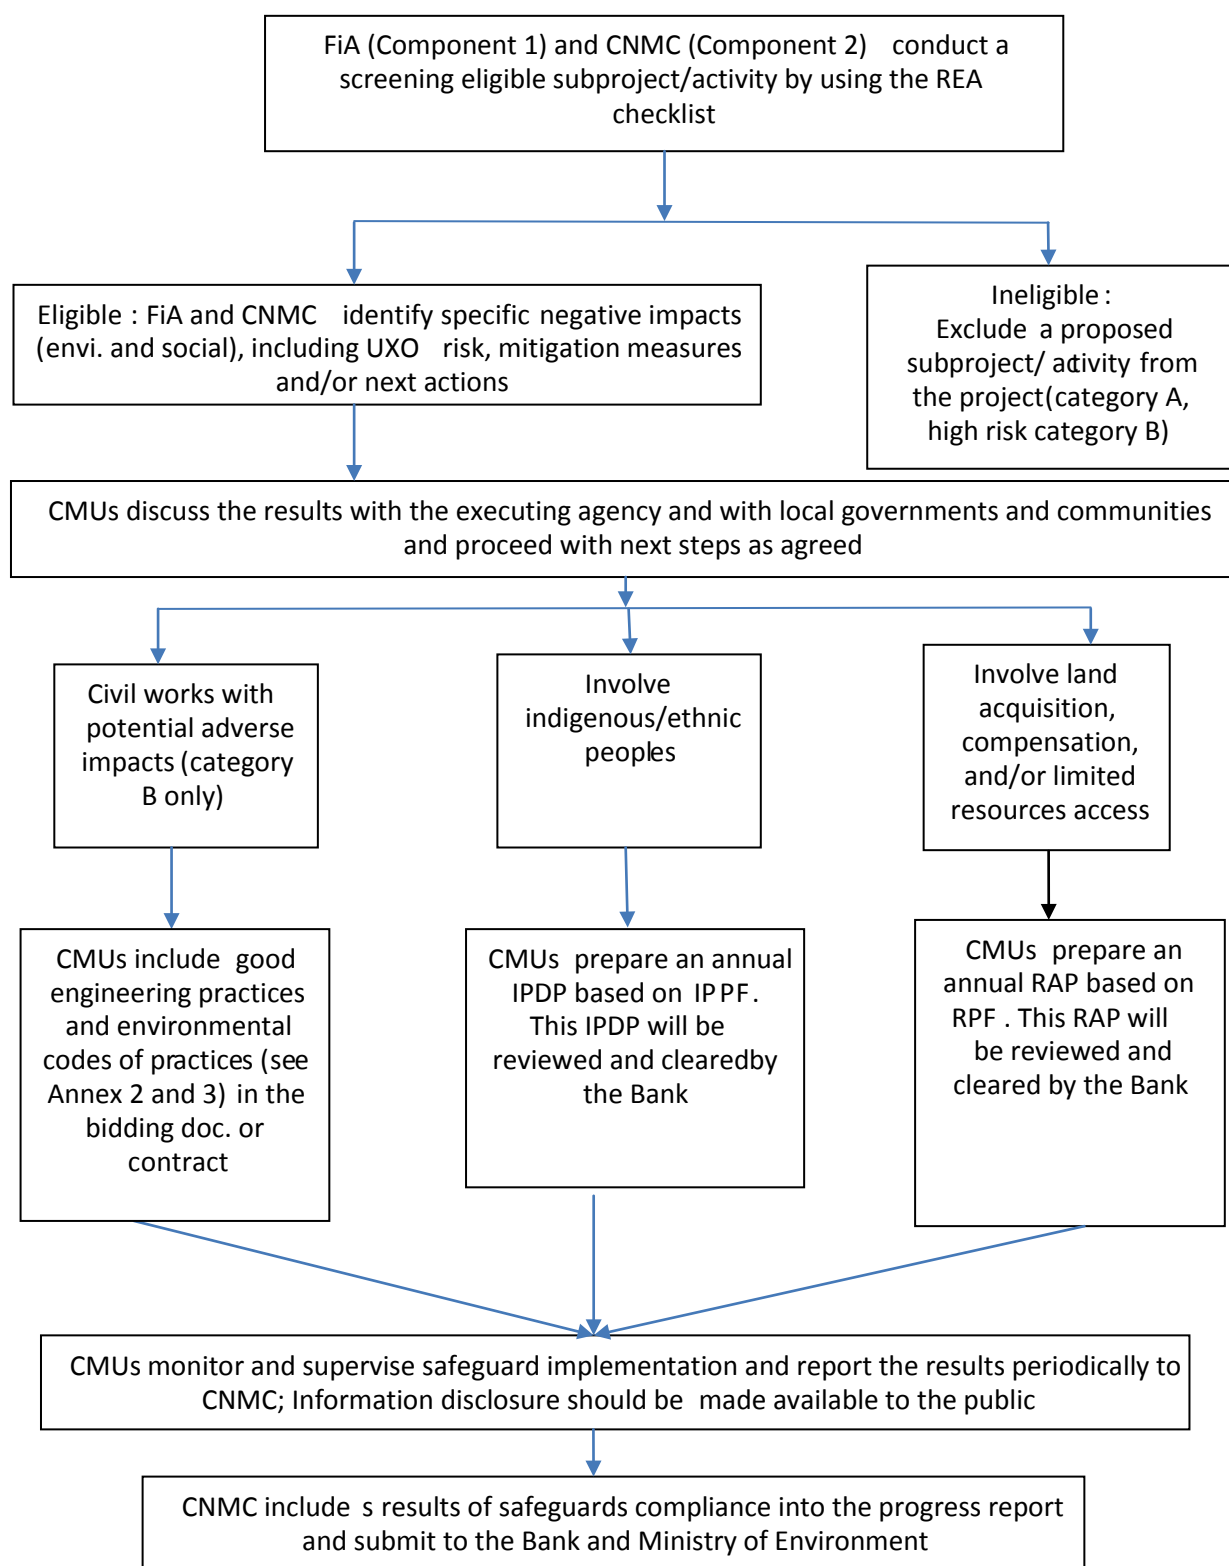 FiA (Component 1) and CNMC (Component 2) conduct a
screening eligible subproject/activity by using the REA
checklist
Eligible : FiA and CNMC identify specific negative impacts
(envi. and social), including UXO risk, mitigation measures
and/or next actions
Ineligible :
Exclude a proposed
subproject/ activity from
the project(category A,
high risk category B)
CMUs discuss the results with the executing agency and with local governments and communities
and proceed with next steps as agreed
Civil works with
potential adverse
impacts (category
B only)
Involve
indigenous/ethnic
peoples
Involve land
acquisition,
compensation,
and/or limited
resources access
CMUs include good
engineering practices
and environmental
codes of practices (see
Annex 2 and 3) in the
bidding doc. or
contract
CMUs prepare an annual
IPDP based on IPPF.
This IPDP will be
reviewed and clearedby
the Bank
CMUs prepare an
annual RAP based on
RPF . This RAP will
be reviewed and
cleared by the Bank
CMUs monitor and supervise safeguard implementation and report the results periodically to
CNMC; Information disclosure should be made available to the public
CNMC include s results of safeguards compliance into the progress report
and submit to the Bank and Ministry of Environment